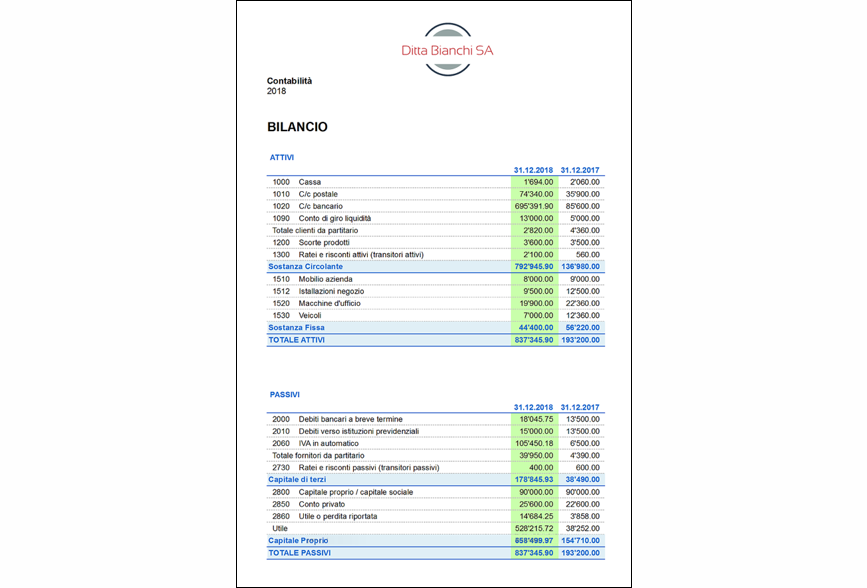 Ditta Bianchi SA
Contabilità
2018
BILANCIO
ATTIVI
31.12.2018 31.12.2017
1000 Cassa 1'694.00 2'060.00
1010 C/c postale 74'340.00 35'900.00
1020 C/c bancario 695'391.90 85'600.00
1090 Conto di giro liquidità 13'000.00 5'000.00
Totale clienti da partitario 2'820.00 4'360.00
1200 Scorte prodotti 3'600.00 3'500.00
1300 Ratei e risconti attivi (transitori attivi) 2'100.00 560.00
Sostanza Circolante 792'945.90 136'980.00
1510 Mobilio azienda 8'000.00 9'000.00
1512 Istallazioni negozio 9'500.00 12'500.00
1520 Macchine d'ufficio 19'900.00 22'360.00
1530 Veicoli 7'000.00 12'360.00
Sostanza Fissa 44'400.00 56'220.00
TOTALE ATTIVI 837'345.90 193'200.00
PASSIVI
31.12.2018 31.12.2017
2000 Debiti bancari a breve termine 18'045.75 13'500.00
2010 Debiti verso istituzioni previdenziali 15'000.00 13'500.00
2060 IVA in automatico 105'450.18 6'500.00
Totale fornitori da partitario 39'950.00 4'390.00
2730 Ratei e risconti passivi (transitori passivi) 400.00 600.00
Capitale di terzi 178'845.93 38'490.00
2800 Capitale proprio / capitale sociale 90'000.00 90'000.00
2850 Conto privato 25'600.00 22'600.00
2860 Utile o perdita riportata 14'684.25 3'858.00
Utile 528'215.72 38'252.00
Capitale Proprio 658'499.97 154'710.00
TOTALE PASSIVI 837'345.90 193'200.00